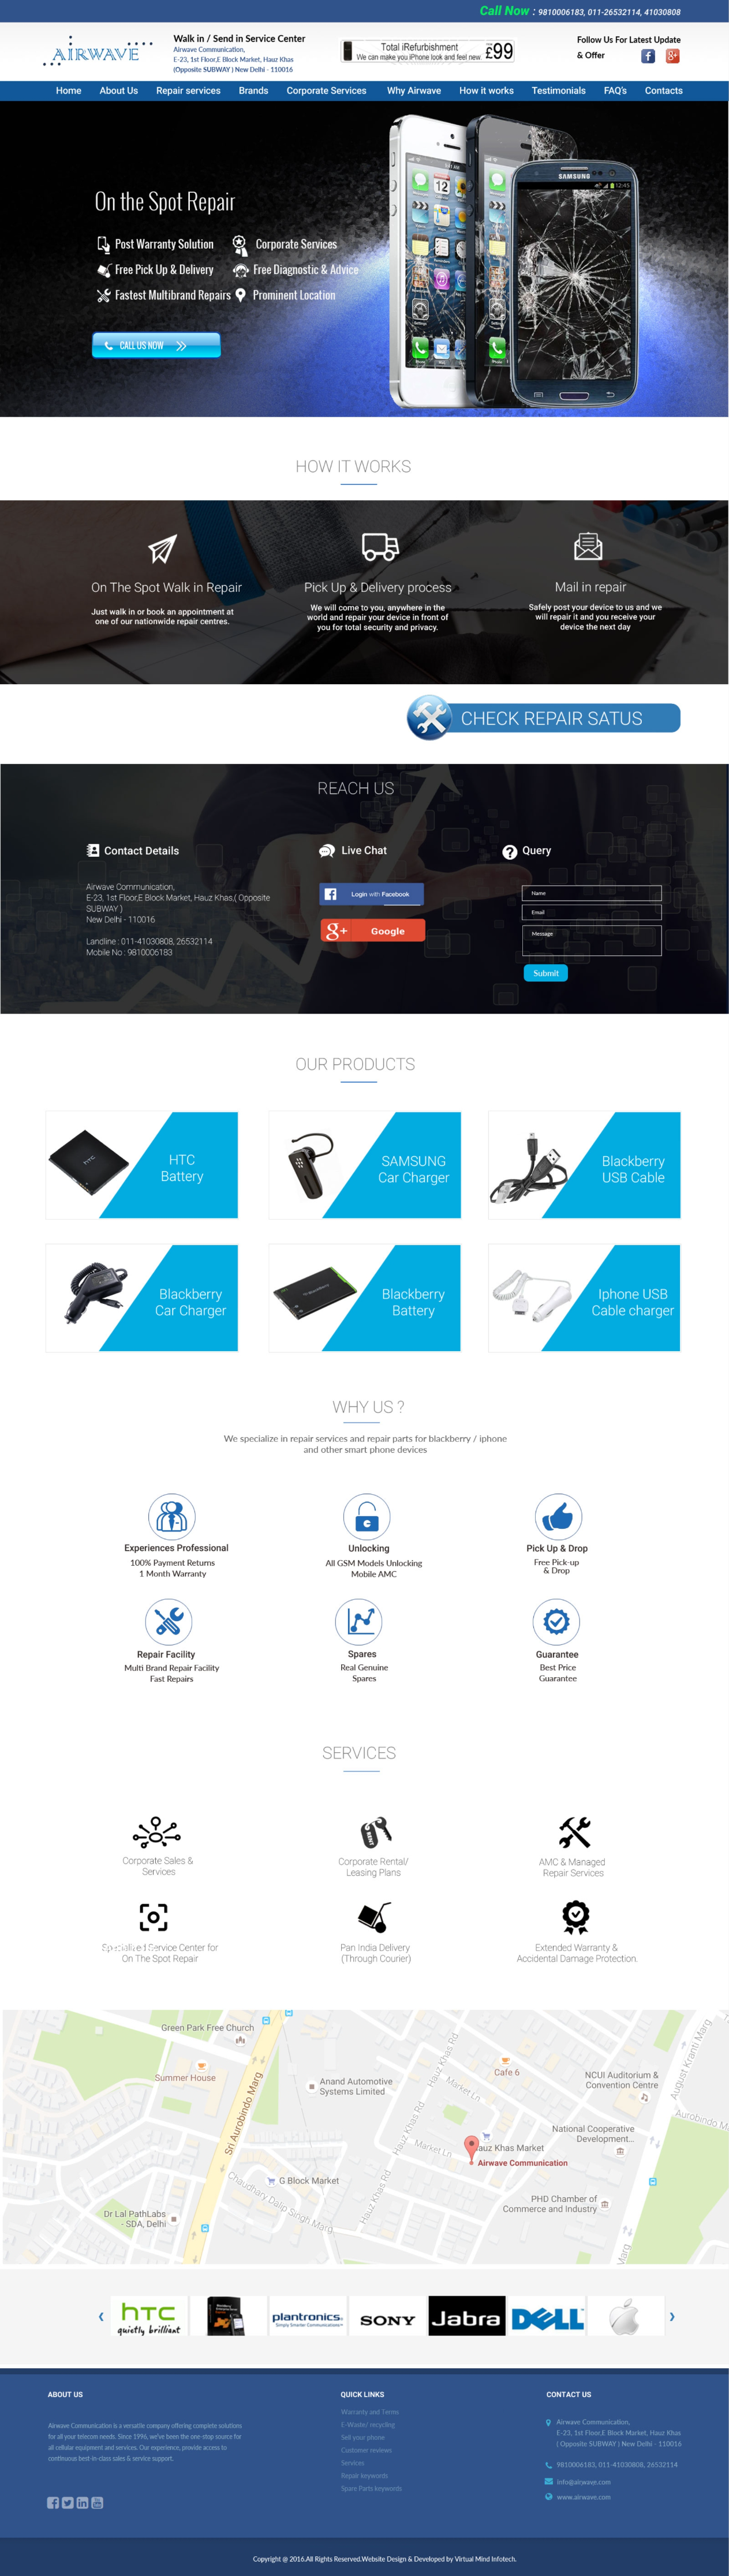 Call Now : 9810006183, 011-26532114, 41030808
AIRWAVE
Walk in / Send in Service Center
Airwave Communication,
E-23, 1st Floor,E Block Market, Hauz Khas
(Opposite SUBWAY ) New Delhi - 110016
Total iRefurbishment
We can make you iPhone look and feel new.
£99
Follow Us For Latest Update
& Offer
Home About Us Repair services Brands Corporate Services Why Airwave How it works Testimonials FAQ's Contacts
On the Spot Repair
Post Warranty Solution Corporate Services
Free Pick Up & Delivery Free Diagnostic & Advice
Fastest Multibrand Repairs Prominent Location
CALL US NOW
SAMSUNG
12:45
12
HOW IT WORKS
On The Spot Walk in Repair
Just walk in or book an appointment at
one of our nationwide repair centres.
Pick Up & Delivery process
We will come to you, anywhere in the
world and repair your device in front of
you for total security and privacy.
Mail in repair
Safely post your device to us and we
will repair it and you receive your
device the next day
CHECK REPAIR SATUS
REACH US
Contact Details
Airwave Communication,
E-23, 1st Floor,E Block Market, Hauz Khas,( Opposite
SUBWAY )
New Delhi - 110016
Landline : 011-41030808, 26532114
Mobile No : 9810006183
Live Chat
Login with Facebook
8+ Google
Query
Name
Email
Message
Submit
OUR PRODUCTS
HTC
Battery
SAMSUNG
Car Charger
Blackberry
USB Cable
Blackberry
Car Charger
Blackberry
Battery
Iphone USB
Cable charger
WHY US ?
We specialize in repair services and repair parts for blackberry / iphone
and other smart phone devices
Experiences Professional
100% Payment Returns
1 Month Warranty
Unlocking
All GSM Models Unlocking
Mobile AMC
Pick Up & Drop
Free Pick-up
& Drop
Repair Facility
Multi Brand Repair Facility
Fast Repairs
Spares
Real Genuine
Spares
Guarantee
Best Price
Guarantee
SERVICES
Corporate Sales &
Services
RENT
Corporate Rental/
Leasing Plans
AMC & Managed
Repair Services
Specialized Service Center for
On The Spot Repair
Pan India Delivery
(Through Courier)
Extended Warranty &
Accidental Damage Protection.
Green Park Free Church
Summer House
Sri Aurobindo Marg
Anand Automotive
Systems Limited
Hauz Khas Rd
Market Ln
Cafe 6
NCUI Auditorium &
Convention Centre
August Kranti Marg
Aurobindo M
National Cooperative
Development...
Hauz Khas Rd
Market Ln
auz Khas Market
Airwave Communication
G Block Market
Chaudhary Dalip Singh Marg
Hauz Khas Rd
PHD Chamber of
Commerce and Industry
Dr Lal PathLabs
- SDA, Delhi
Marg
hTC
quietly brilliant
plantronics
Simply Smarter Communications
SONY
Jabra
DELL
ABOUT US
Airwave Communication is a versatile company offering complete solutions
for all your telecom needs. Since 1996, we've been the one-stop source for
all cellular equipment and services. Our experience, provide access to
continuous best-in-class sales & service support.
QUICK LINKS
Warranty and Terms
E-Waste/ recycling
Sell your phone
Customer reviews
Services
Repair keywords
Spare Parts keywords
CONTACT US
Airwave Communication,
E-23, 1st Floor,E Block Market, Hauz Khas
( Opposite SUBWAY ) New Delhi - 110016
9810006183, 011-41030808, 26532114
info@airwave.com
www.airwave.com
Copyright @ 2016.All Rights Reserved.Website Design & Developed by Virtual Mind Infotech.